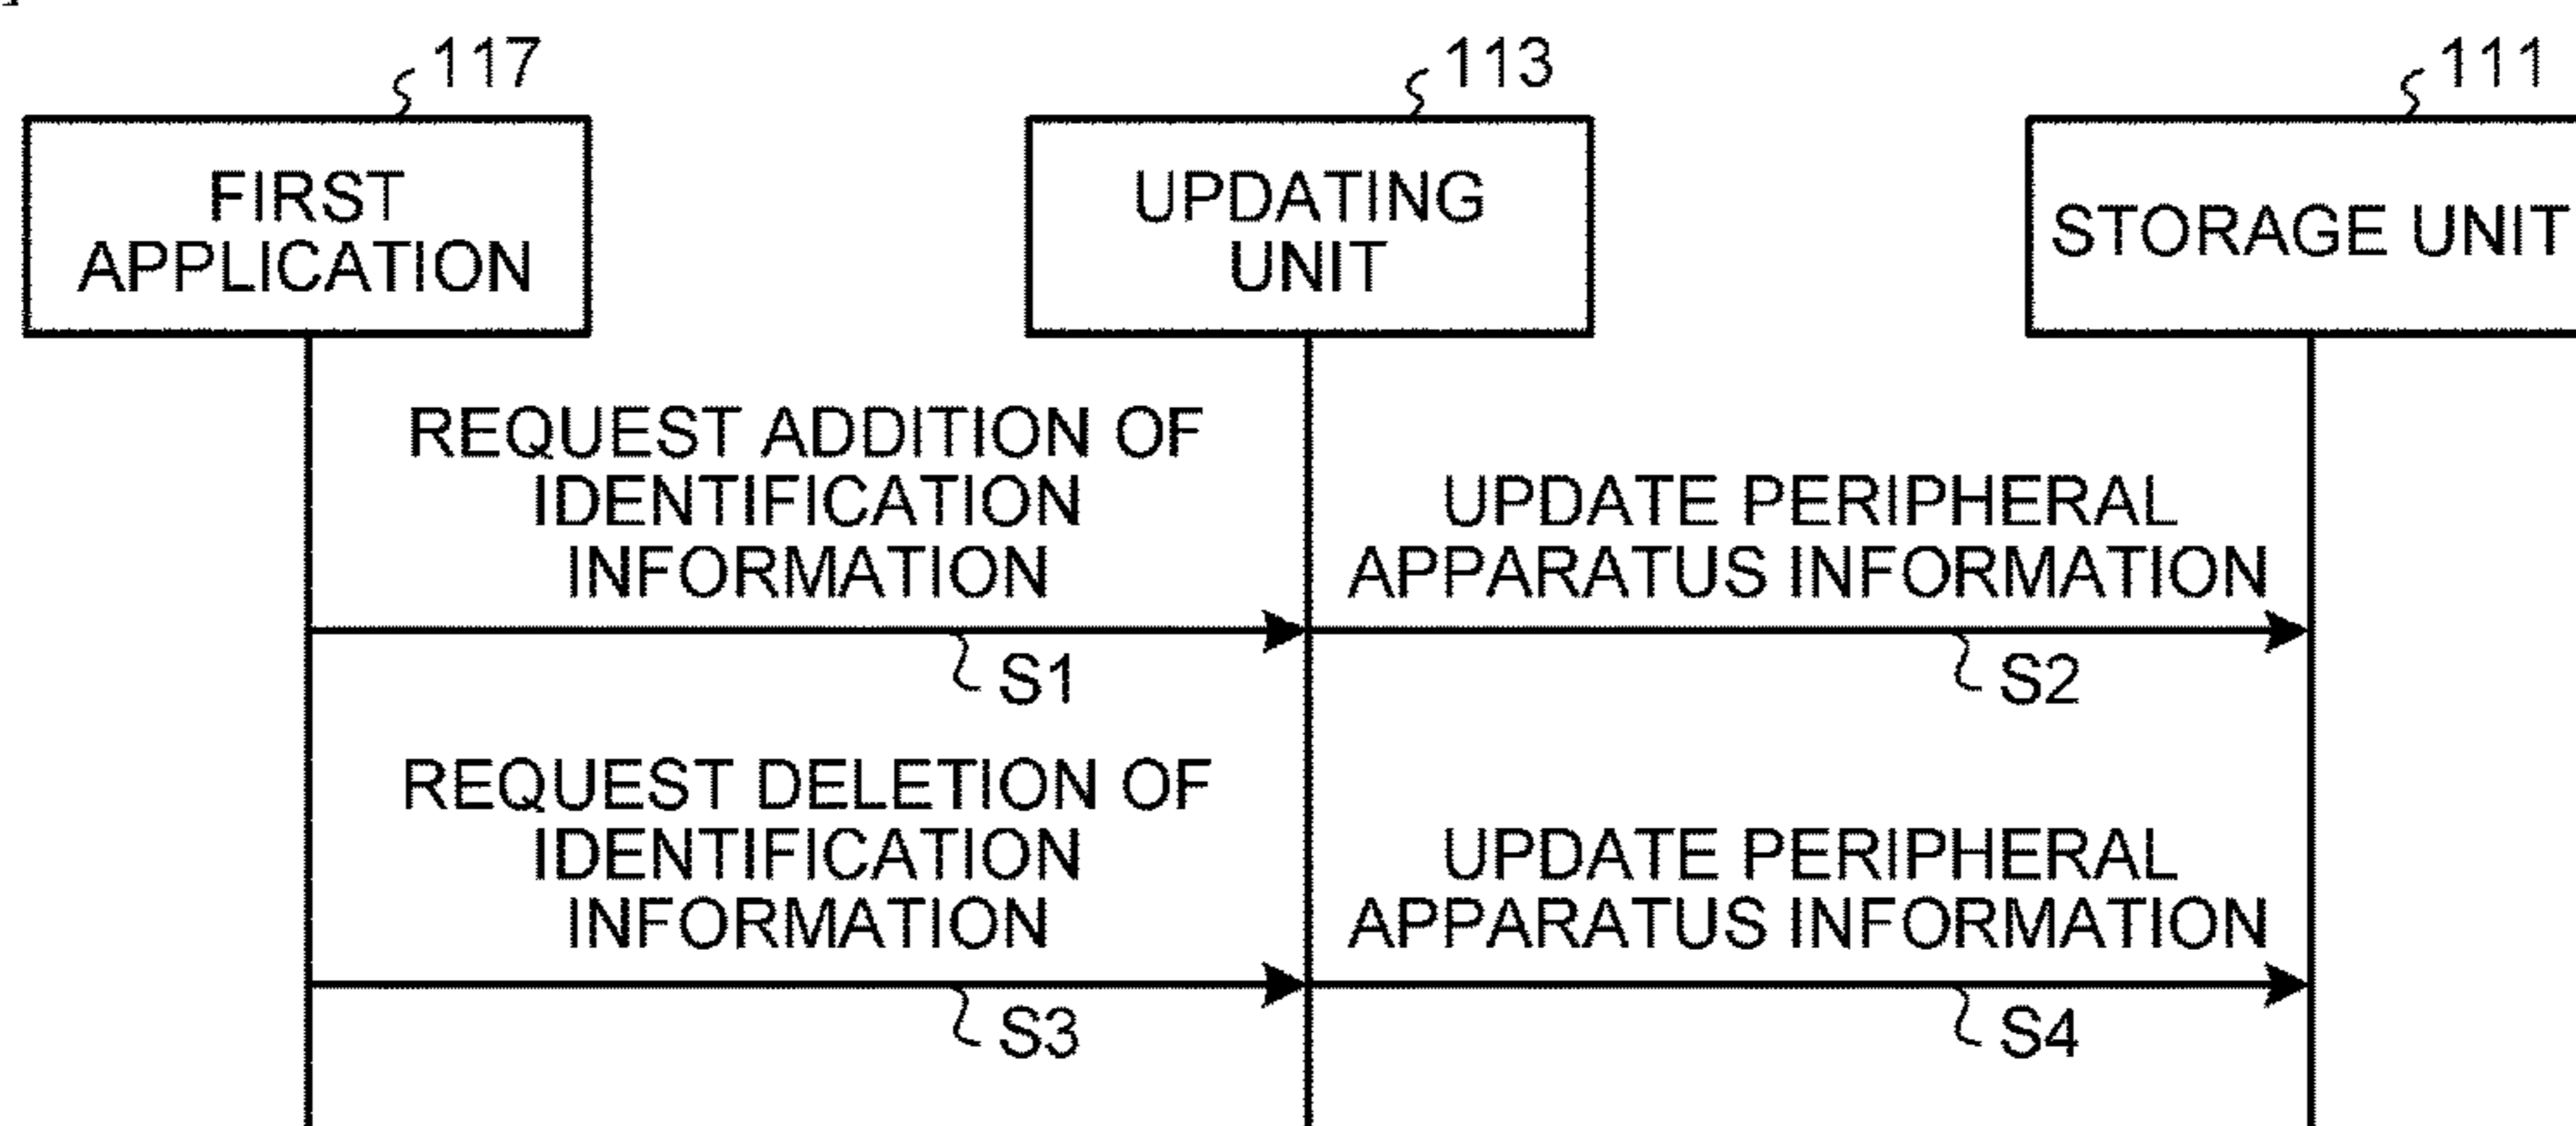 117
113
111
FIRST
APPLICATION
UPDATING
UNIT
STORAGE UNIT
REQUEST ADDITION OF
IDENTIFICATION
INFORMATION
UPDATE PERIPHERAL
APPARATUS INFORMATION
S1
S2
REQUEST DELETION OF
IDENTIFICATION
INFORMATION
UPDATE PERIPHERAL
APPARATUS INFORMATION
S3
S4